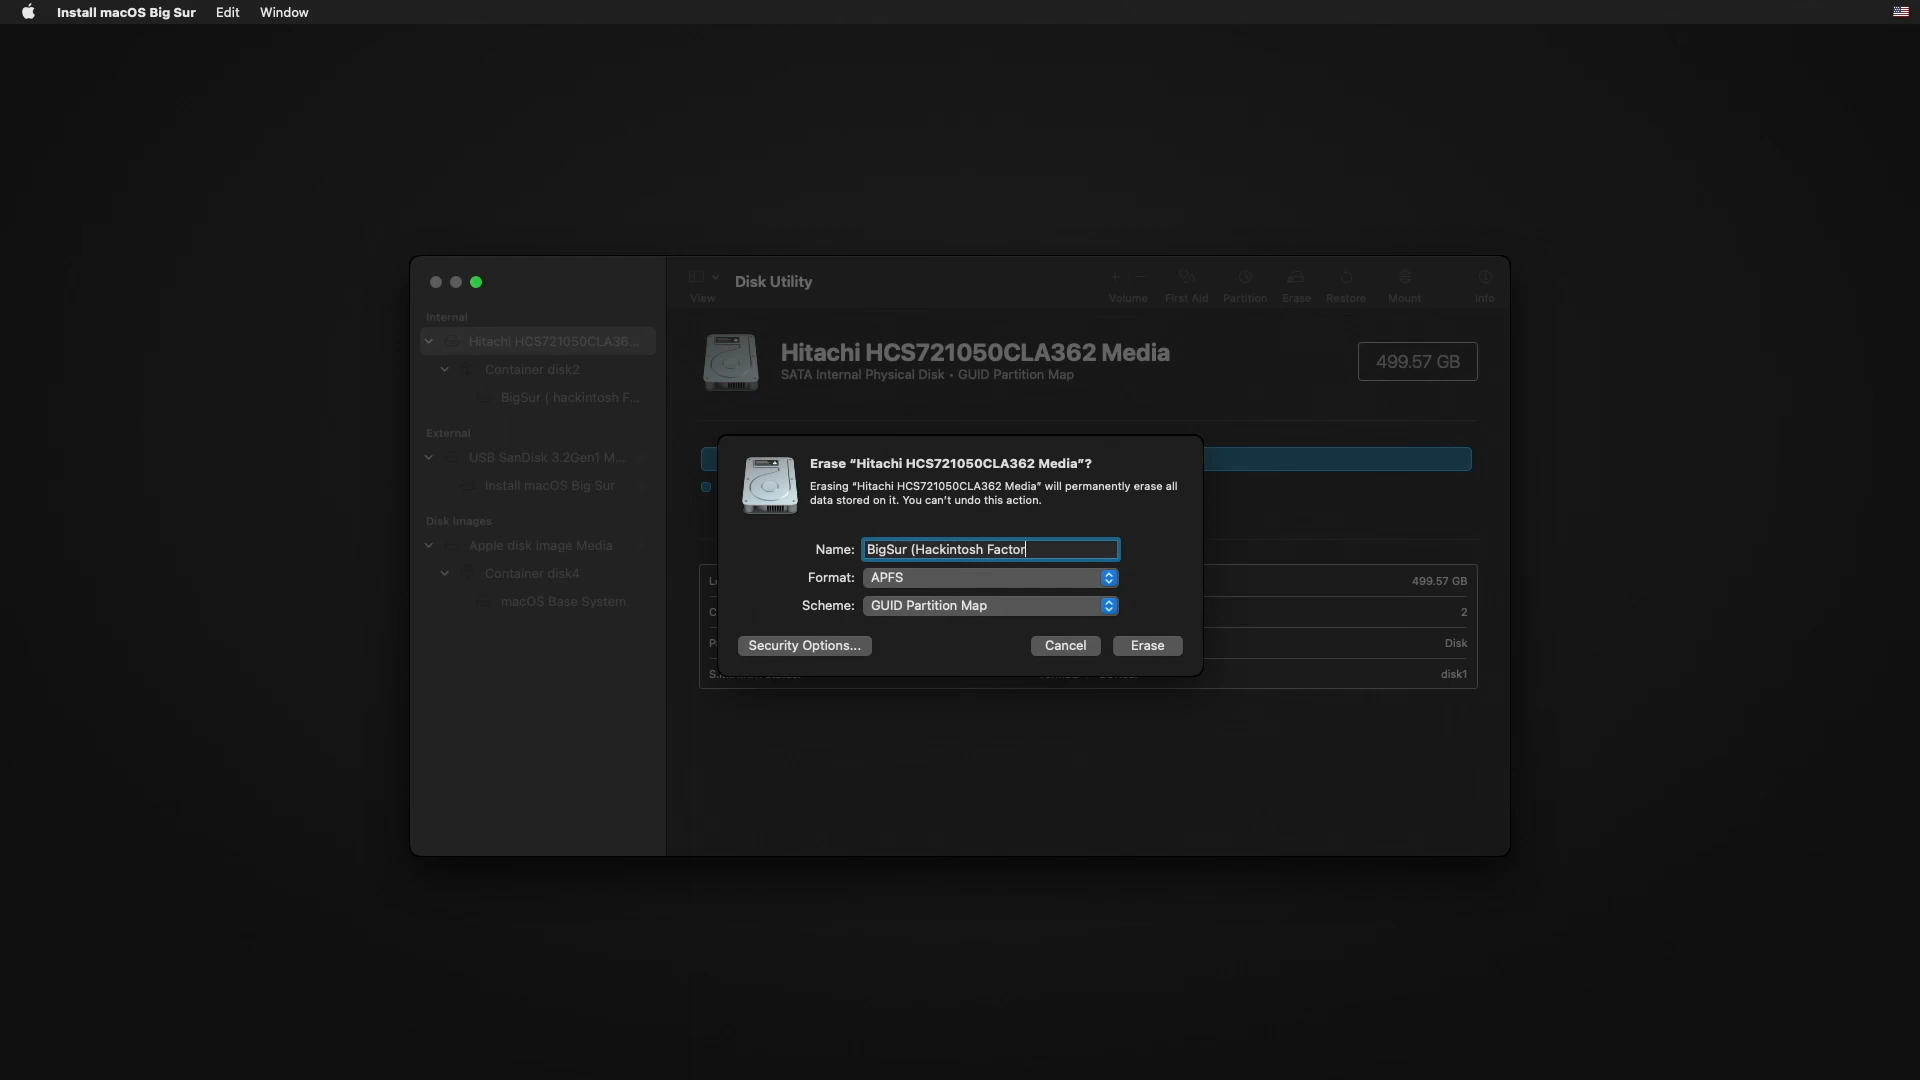 Install macOS Big Sur Edit Window
Disk Utility
View
Volume First Aid Partition Erase Restore Mount Info
Internal
Hitachi HCS721050CLA36...
Container disk2
BigSur ( hackintosh F...
External
USB SanDisk 3.2Gen1 M...
Install macOS Big Sur
Disk Images
Apple disk image Media
Container disk4
macOS Base System
Hitachi HCS721050CLA362 Media
SATA Internal Physical Disk • GUID Partition Map
499.57 GB
Erase “Hitachi HCS721050CLA362 Media”?
Erasing “Hitachi HCS721050CLA362 Media” will permanently erase all
data stored on it. You can’t undo this action.
Name: BigSur (Hackintosh Factor
Format: APFS
Scheme: GUID Partition Map
Security Options... Cancel Erase
499.57 GB
2
Disk
disk1